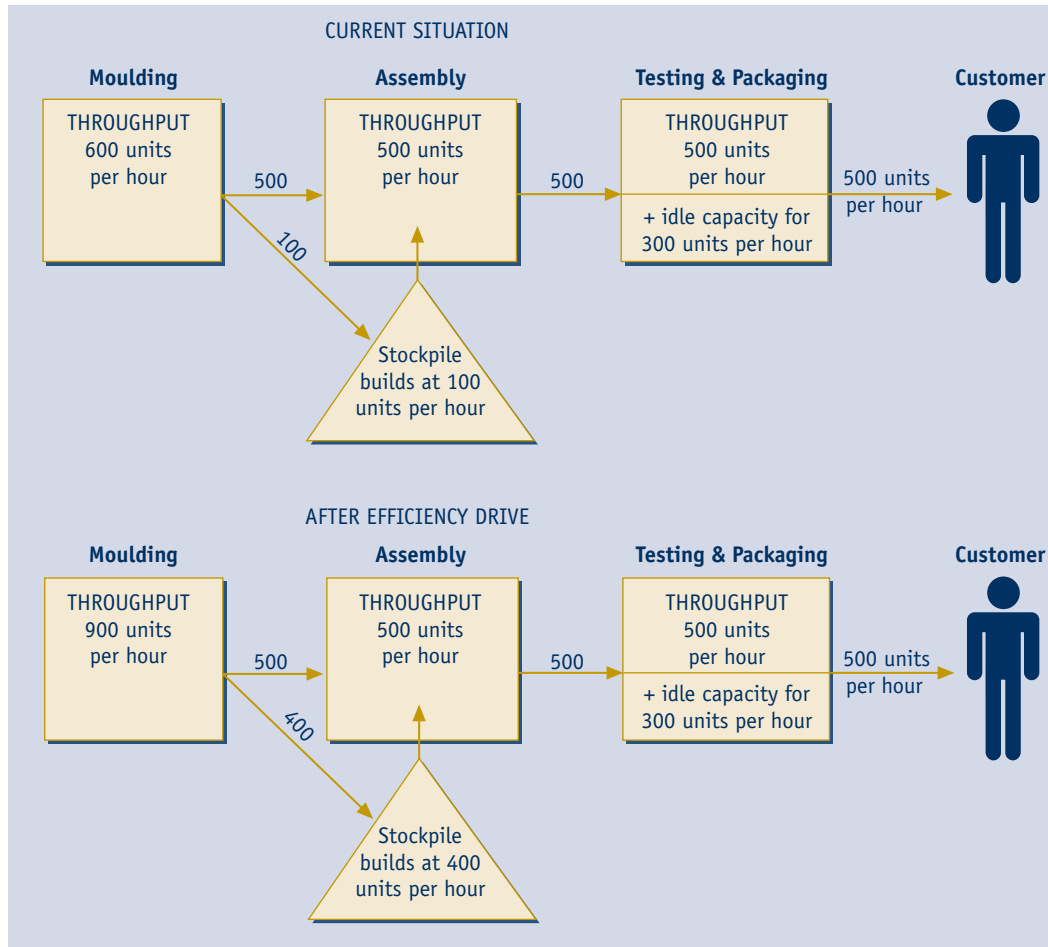 CURRENT SITUATION
Moulding
Assembly
Testing & Packaging
Customer
THROUGHPUT
600 units
per hour
500
100
THROUGHPUT
500 units
per hour
500
THROUGHPUT
500 units
per hour
+ idle capacity for
300 units per hour
500 units
per hour
Stockpile
builds at 100
units per hour
AFTER EFFICIENCY DRIVE
Moulding
Assembly
Testing & Packaging
Customer
THROUGHPUT
900 units
per hour
500
400
THROUGHPUT
500 units
per hour
500
THROUGHPUT
500 units
per hour
+ idle capacity for
300 units per hour
500 units
per hour
Stockpile
builds at 400
units per hour